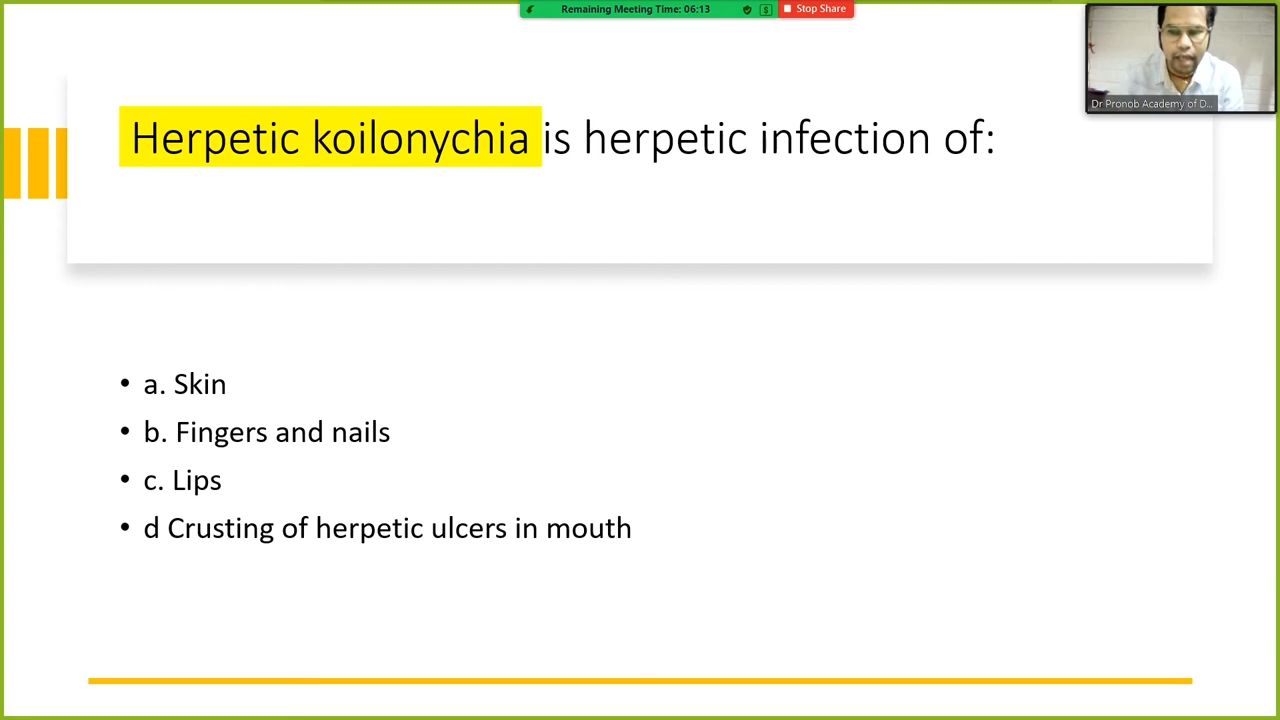 Remaining Meeting Time: 06:13
Stop Share
Dr Pronob Academy of D...
Herpetic koilonychia is herpetic infection of:
• a. Skin
• b. Fingers and nails
• c. Lips
• d Crusting of herpetic ulcers in mouth